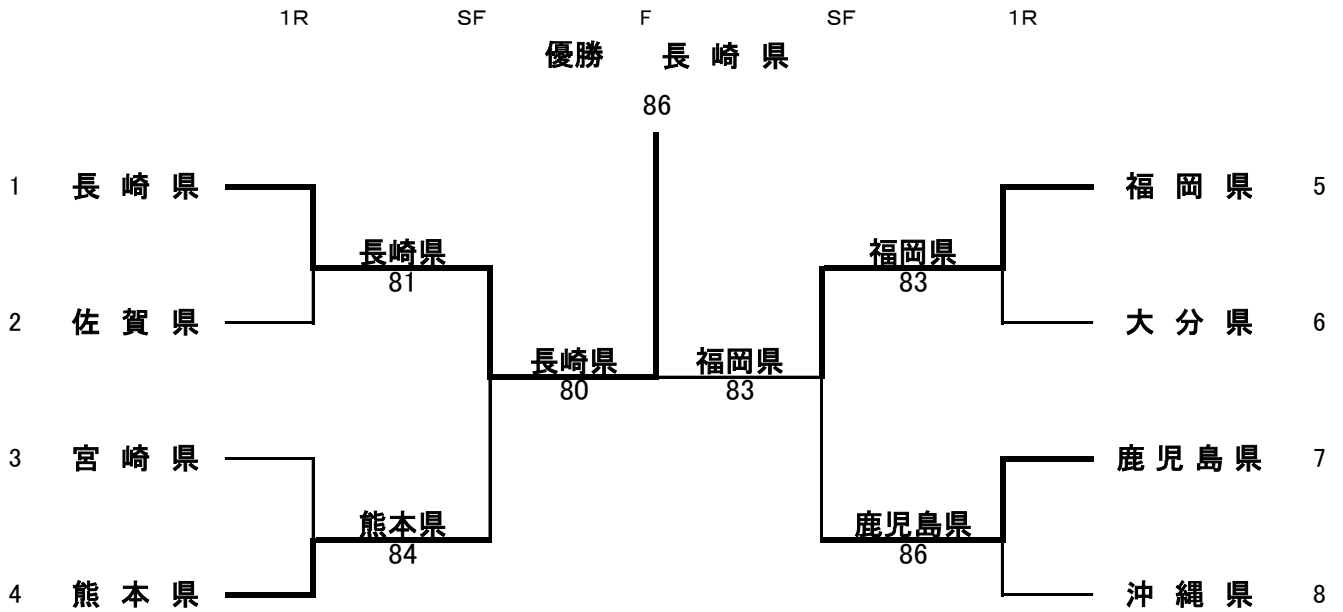 1R SF F SF 1R
優勝 長崎県
86
1 長崎県 福岡県 5
長崎県 福岡県
81 83
2 佐賀県 大分県 6
長崎県 福岡県
80 83
3 宮崎県 鹿児島県 7
熊本県 鹿児島県
84 86
4 熊本県 沖縄県 8